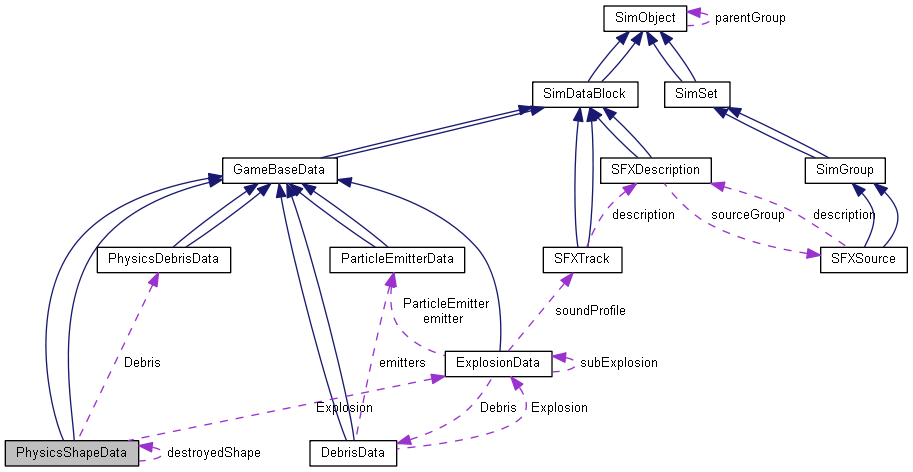 SimObject
parentGroup
SimDataBlock
SimSet
GameBaseData
SFXDescription
SimGroup
description
sourceGroup
description
PhysicsDebrisData
ParticleEmitterData
SFXTrack
SFXSource
ParticleEmitter
emitter
soundProfile
Debris
emitters
ExplosionData
subExplosion
Explosion
Debris
Explosion
PhysicsShapeData
destroyedShape
DebrisData